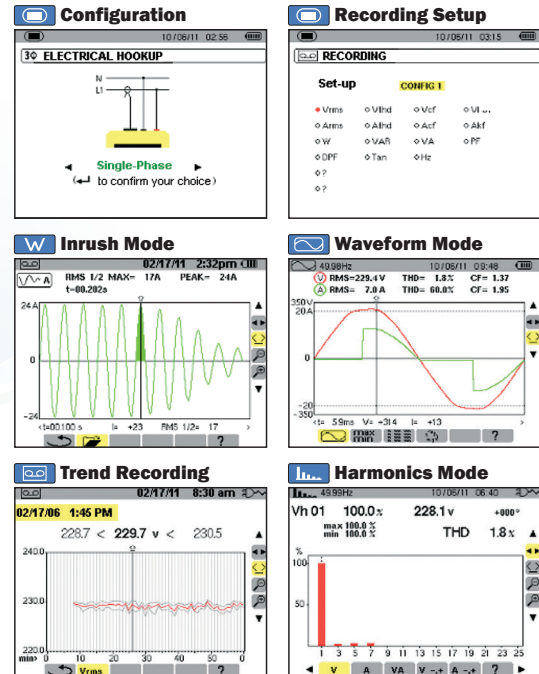 Configuration
10/06/11 02:56
3Φ ELECTRICAL HOOKUP
N
L1
Single-Phase
(↵ to confirm your choice)
Recording Setup
10/06/11 03:15
RECORDING
Set-up CONFIG 1
Vrms Vthd Vcf
Arms Athd Acf Akf
W VAR VA PF
DPF Tan Hz
?
?
W Inrush Mode
02/17/11 2:32pm
A RMS 1/2 MAX= 17A PEAK= 24A
t=00.202s
24 A
0
-24
<t=00.100 s I= +23 RMS 1/2= 17 >
?
Waveform Mode
49.98Hz 10/06/11 09:48
V RMS=229.4V THD= 1.8% CF= 1.37
A RMS= 7.0 A THD= 60.0% CF= 1.95
350V
20A
0
-20
-350
<t= 5.9ms V= +314 I= +13 >
max
min ?
Trend Recording
02/17/11 8:30 am
02/17/06 1:45 PM
228.7 < 229.7 v < 230.5
240.0
230.0
220.0
min> 0 10 20 30 40 50 0
Vrms ?
Harmonics Mode
49.99Hz 10/06/11 06:40
Vh 01 100.0% 228.1 v +000°
max 100.0 %
min 100.0 % THD 1.8%
%
100
50
1 3 5 7 9 11 13 15 17 19 21 23 25
V A VA V -,+ A -,+ ?